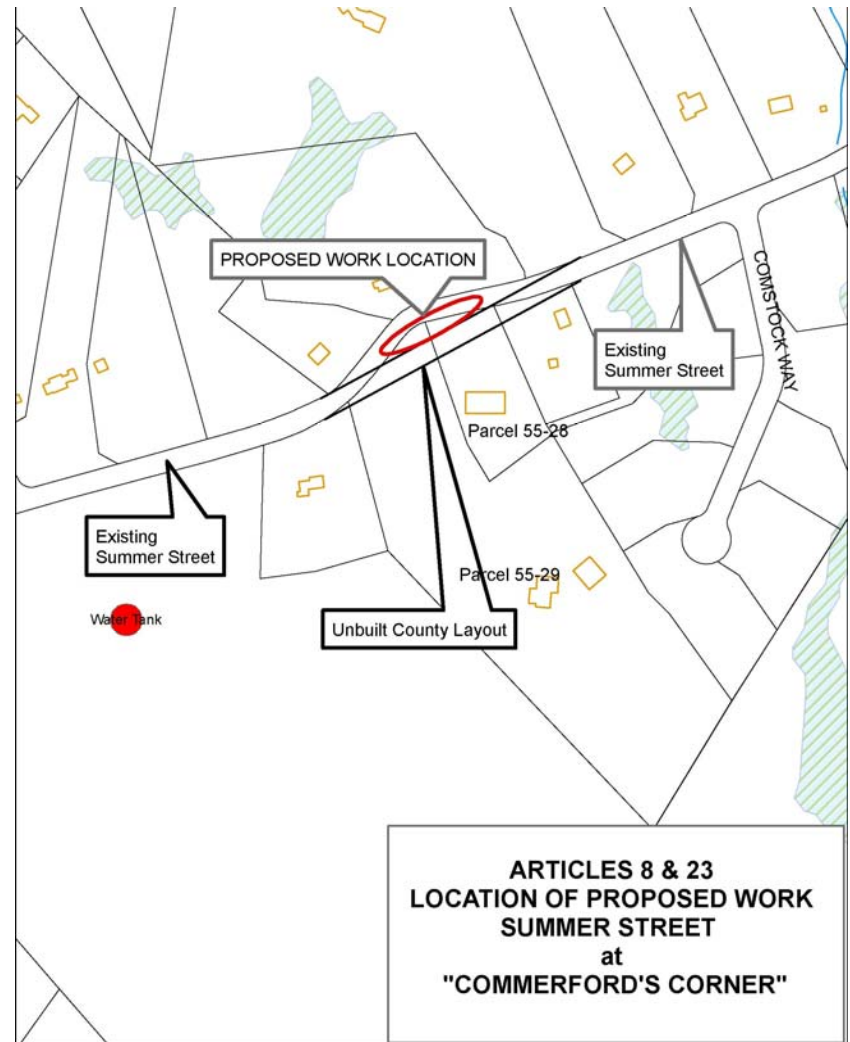 PROPOSED WORK LOCATION
COMSTOCK WAY
Existing
Summer Street
Parcel 55-28
Existing
Summer Street
Parcel 55-29
Water Tank
Unbuilt County Layout
ARTICLES 8 & 23
LOCATION OF PROPOSED WORK
SUMMER STREET
at
"COMMERFORD'S CORNER"